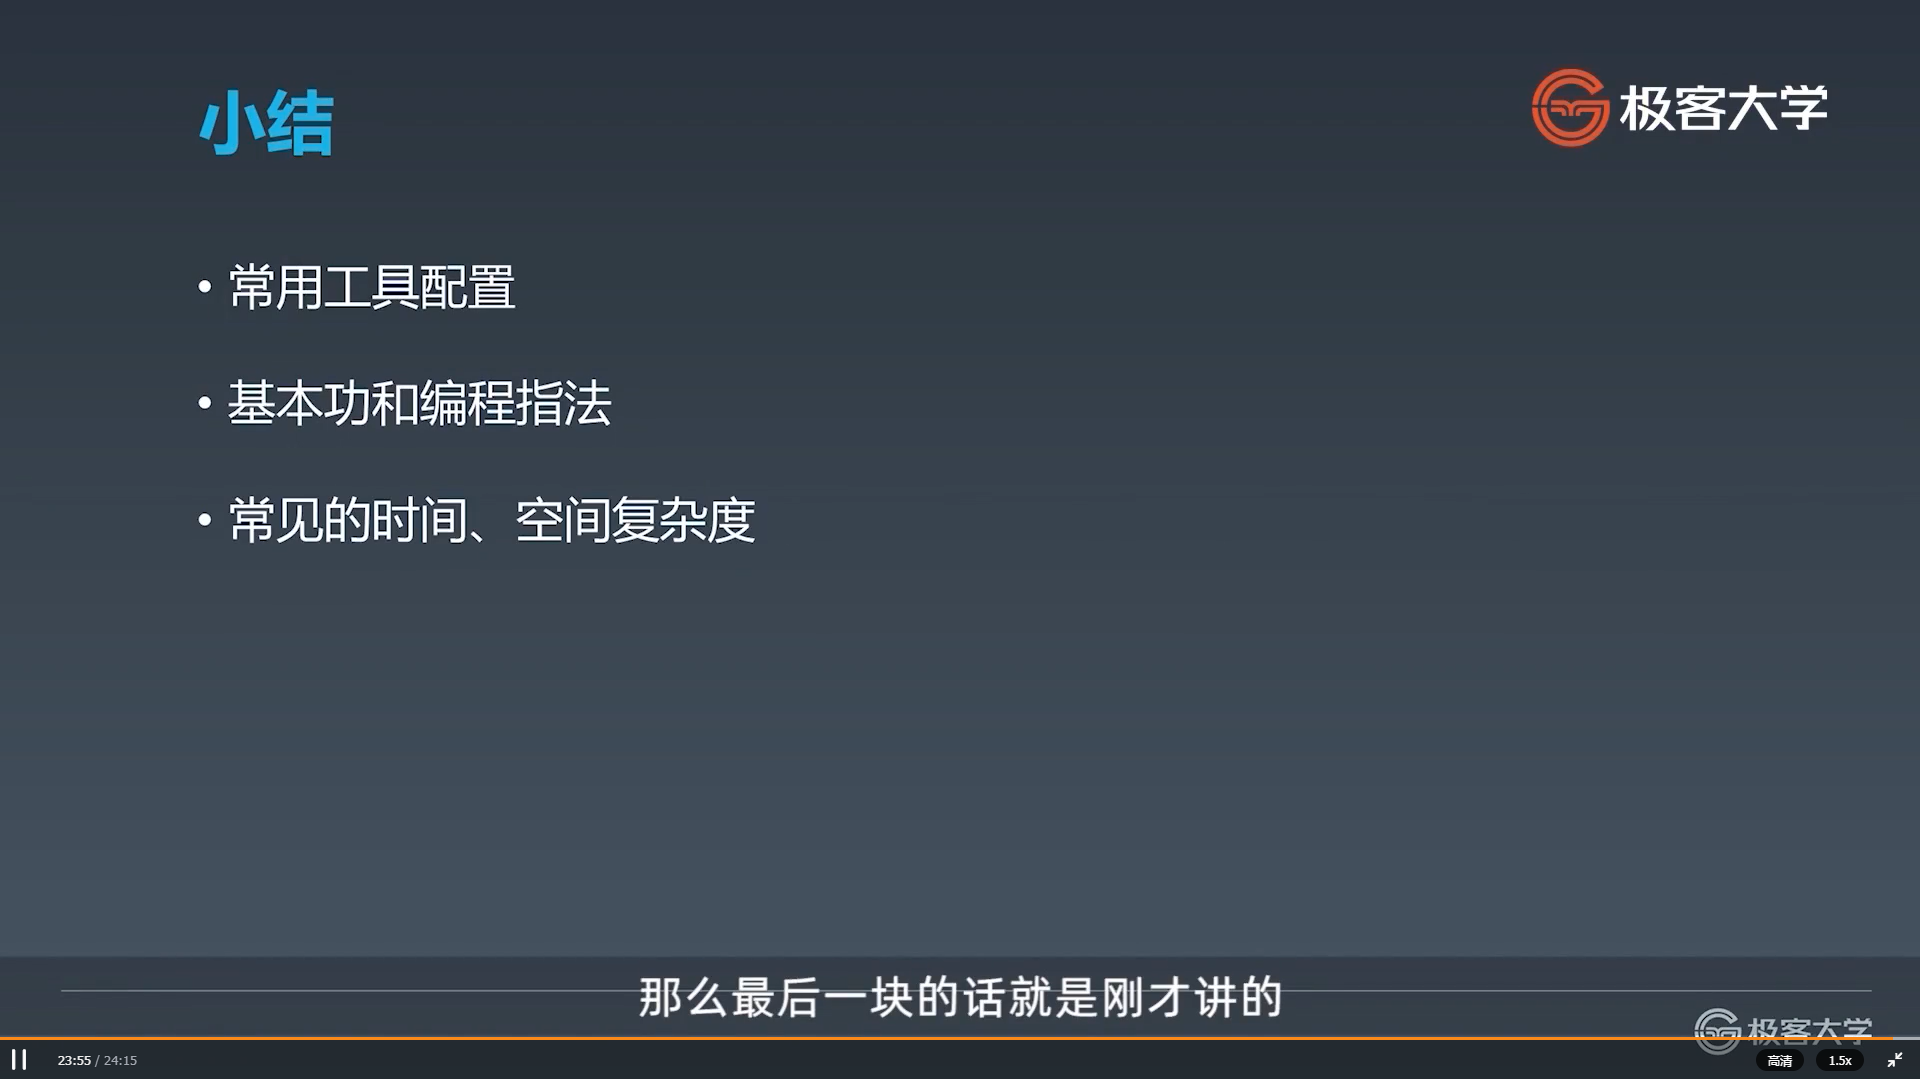 小结
极客大学
• 常用工具配置
• 基本功和编程指法
• 常见的时间、空间复杂度
那么最后一块的话就是刚才讲的
极客大学
23:55 / 24:15
高清
1.5x